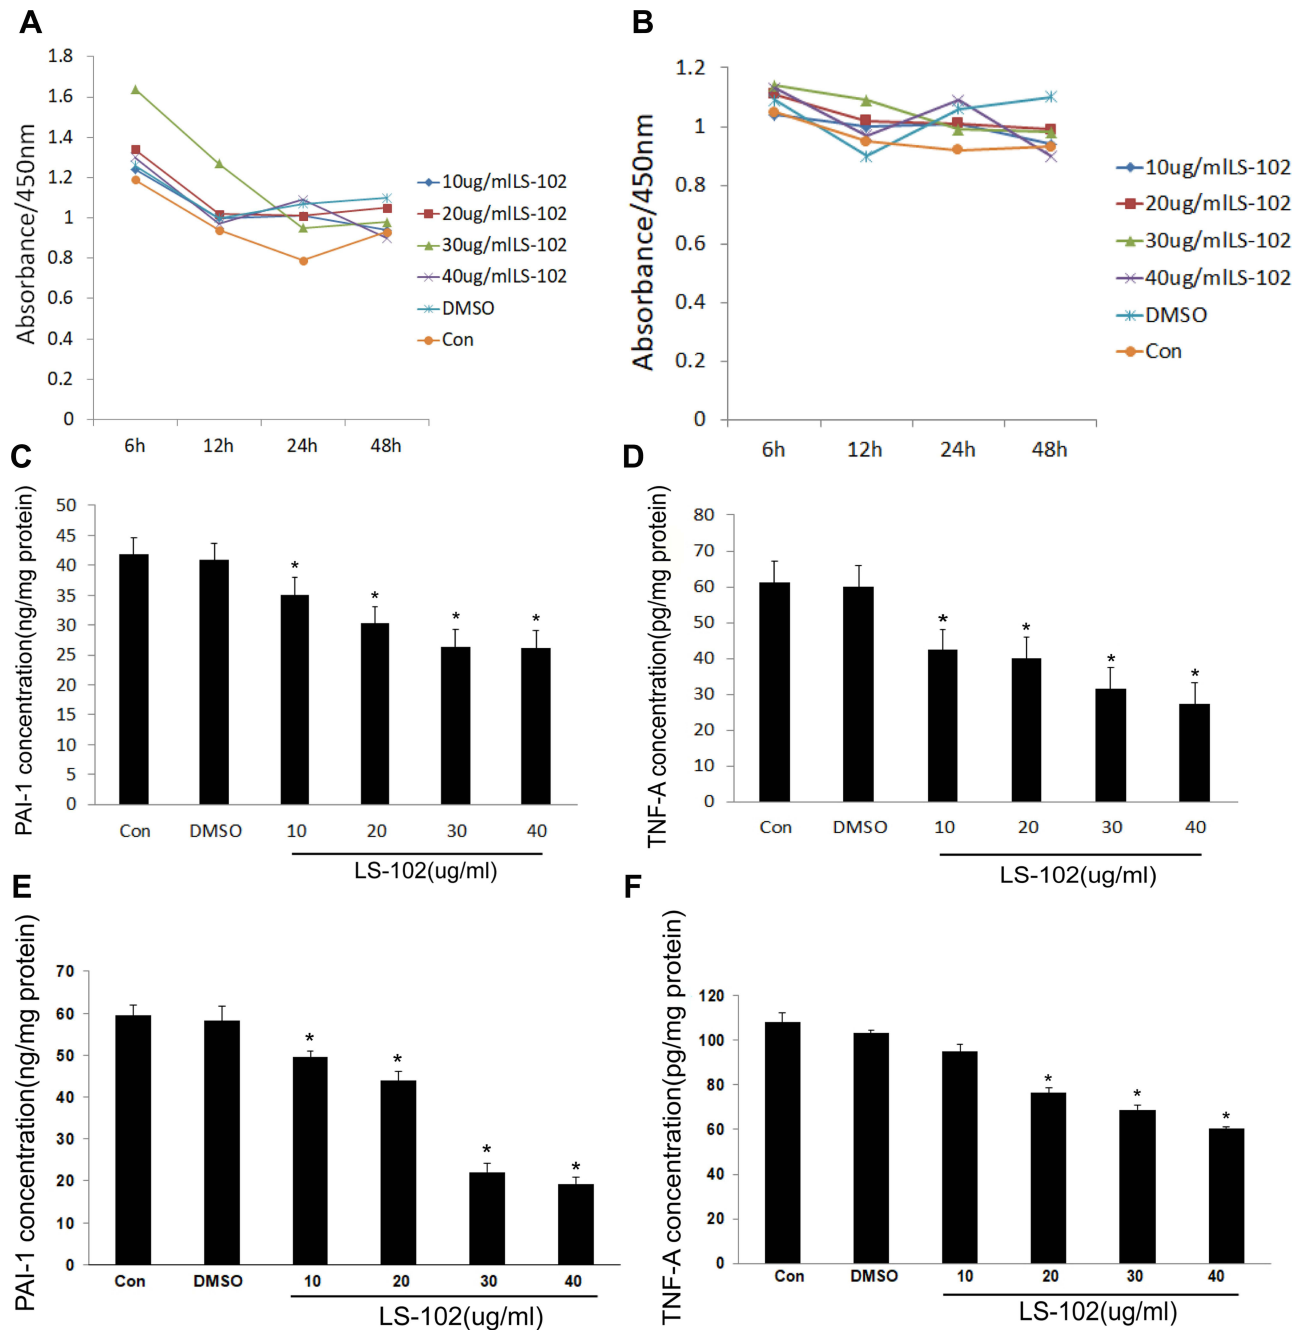 A
Absorbance/450nm
1.8
1.6
1.4
1.2
1
0.8
0.6
0.4
0.2
0
6h 12h 24h 48h
10ug/mlLS-102
20ug/mlLS-102
30ug/mlLS-102
40ug/mlLS-102
DMSO
Con
B
Absorbance/450nm
1.2
1
0.8
0.6
0.4
0.2
0
6h 12h 24h 48h
10ug/mlLS-102
20ug/mlLS-102
30ug/mlLS-102
40ug/mlLS-102
DMSO
Con
C
PAI-1 concentration(ng/mg protein)
50
45
40
35
30
25
20
15
10
5
0
* * * *
Con DMSO 10 20 30 40
LS-102(ug/ml)
D
TNF-A concentration(pg/mg protein)
80
70
60
50
40
30
20
10
0
* * * *
Con DMSO 10 20 30 40
LS-102(ug/ml)
E
PAI-1 concentration(ng/mg protein)
70
60
50
40
30
20
10
0
* * * *
Con DMSO 10 20 30 40
LS-102(ug/ml)
F
TNF-A concentration(pg/mg protein)
120
100
80
60
40
20
0
* * *
Con DMSO 10 20 30 40
LS-102(ug/ml)